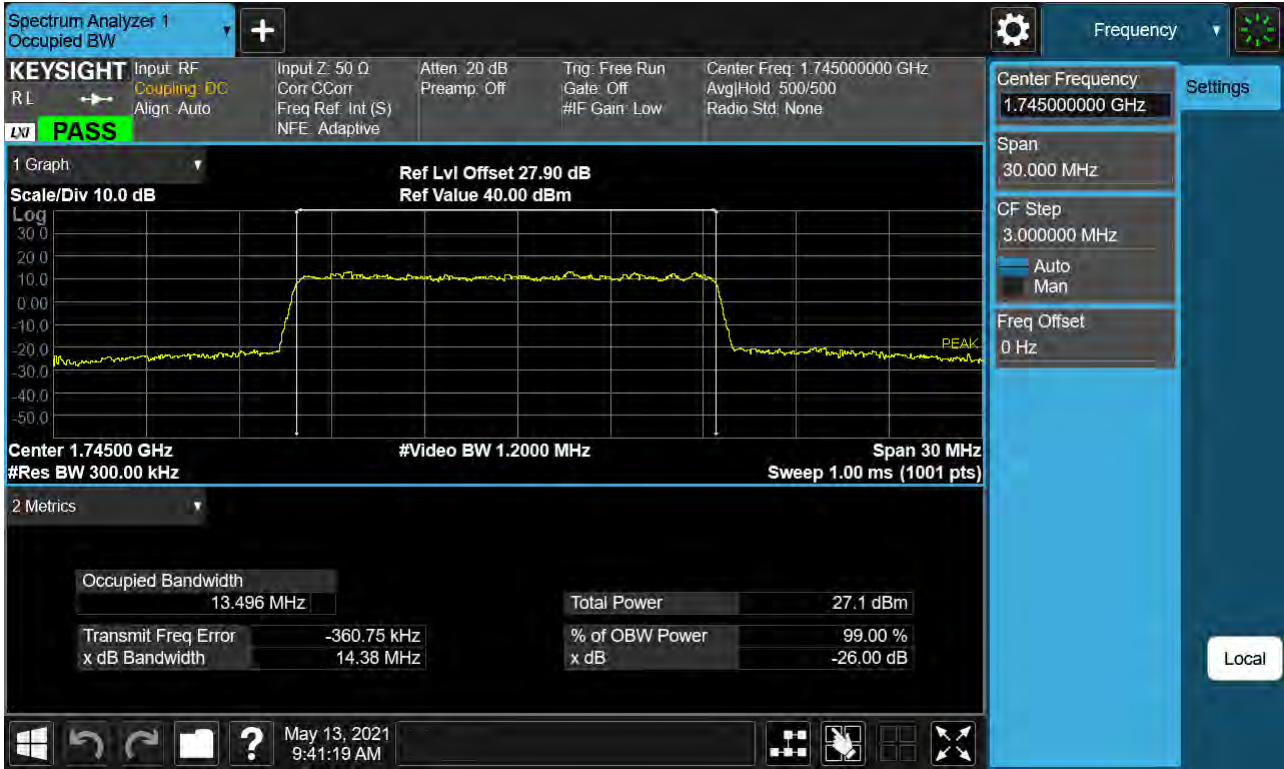 Spectrum Analyzer 1
Occupied BW
Frequency
KEYSIGHT
R L
LXI PASS
Input: RF
Coupling: DC
Align: Auto
Input Z: 50 Ω
Corr CCorr
Freq Ref: Int (S)
NFE: Adaptive
Atten: 20 dB
Preamp: Off
Trig: Free Run
Gate: Off
#IF Gain: Low
Center Freq: 1.745000000 GHz
Avg|Hold: 500/500
Radio Std: None
1 Graph
Scale/Div 10.0 dB
Ref Lvl Offset 27.90 dB
Ref Value 40.00 dBm
Log
30.0
20.0
10.0
0.00
-10.0
-20.0
-30.0
-40.0
-50.0
PEAK
Center 1.74500 GHz
#Video BW 1.2000 MHz
Span 30 MHz
#Res BW 300.00 kHz
Sweep 1.00 ms (1001 pts)
2 Metrics
Occupied Bandwidth
13.496 MHz
Total Power 27.1 dBm
Transmit Freq Error -360.75 kHz
% of OBW Power 99.00 %
x dB Bandwidth 14.38 MHz
x dB -26.00 dB
?
May 13, 2021
9:41:19 AM
Center Frequency
1.745000000 GHz
Settings
Span
30.000 MHz
CF Step
3.000000 MHz
Auto
Man
Freq Offset
0 Hz
Local